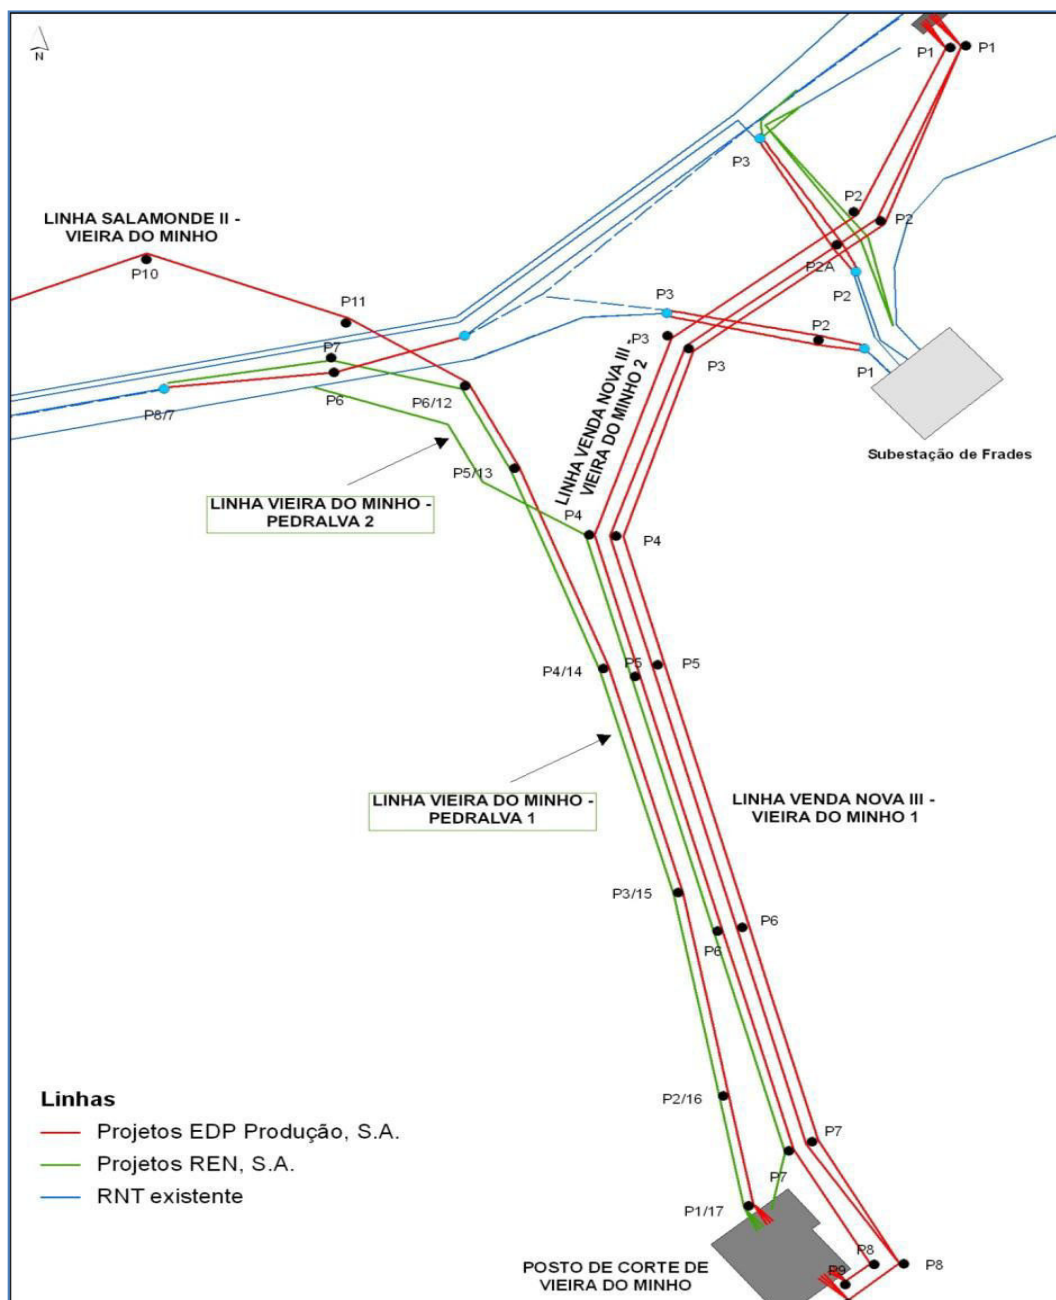 N
P1
P1
P3
LINHA SALAMONDE II -
VIEIRA DO MINHO
P2
P2
P10
P2A
P2
P3
P11
P2
P3
P7
P3
P1
P6
P6/12
P8/7
LINHA VENDA NOVA III -
VIEIRA DO MINHO 2
Subestação de Frades
P5/13
LINHA VIEIRA DO MINHO -
PEDRALVA 2
P4
P4
P4/14
P5
P5
LINHA VIEIRA DO MINHO -
PEDRALVA 1
LINHA VENDA NOVA III -
VIEIRA DO MINHO 1
P3/15
P6
P6
Linhas
Projetos EDP Produção, S.A.
Projetos REN, S.A.
RNT existente
P2/16
P7
P7
P1/17
POSTO DE CORTE DE
VIEIRA DO MINHO
P8
P8
P9